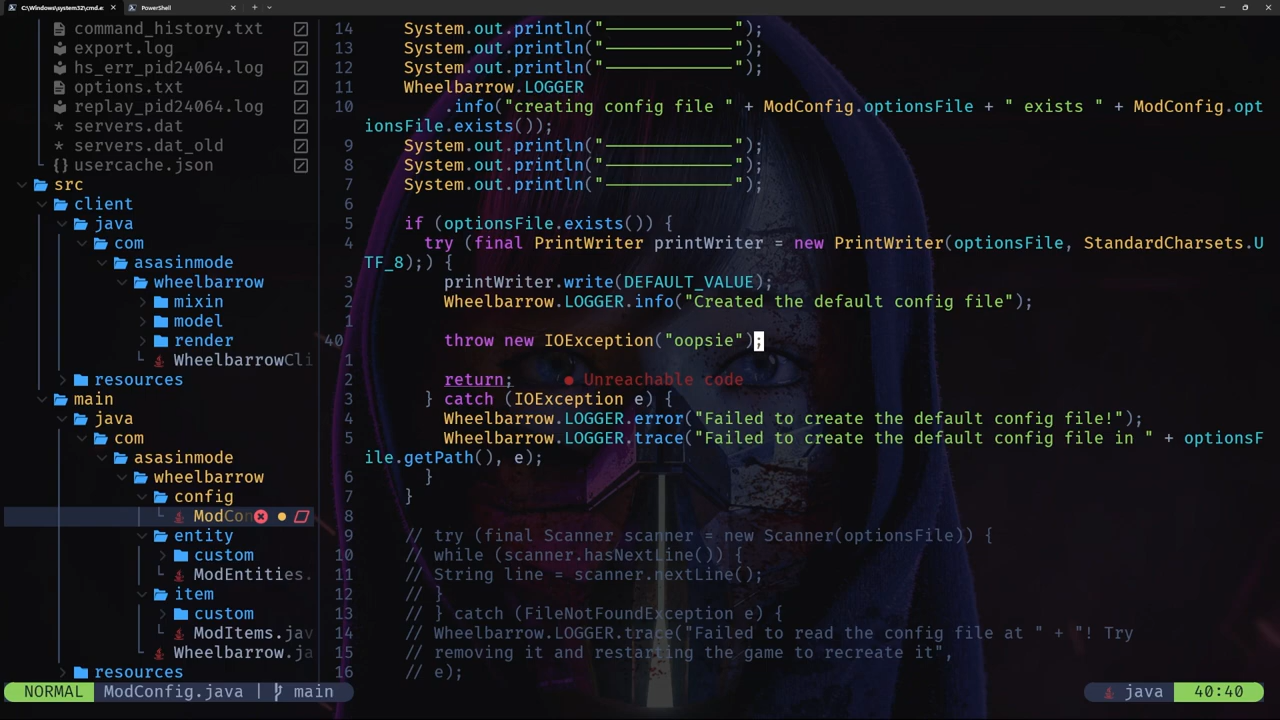 C:\Windows\system32\cmd.e
PowerShell
command_history.txt
export.log
hs_err_pid24064.log
options.txt
replay_pid24064.log
servers.dat
servers.dat_old
{} usercache.json
src
client
java
com
asasinmode
wheelbarrow
mixin
model
render
WheelbarrowCli
resources
main
java
com
asasinmode
wheelbarrow
config
ModCon
entity
custom
ModEntities.
item
custom
ModItems.jav
Wheelbarrow.ja
resources
14 System.out.println("——————————");
13 System.out.println("——————————");
12 System.out.println("——————————");
11 Wheelbarrow.LOGGER
10 .info("creating config file " + ModConfig.optionsFile + " exists " + ModConfig.opt
ionsFile.exists());
9 System.out.println("——————————");
8 System.out.println("——————————");
7 System.out.println("——————————");
6
5 if (optionsFile.exists()) {
4 try (final PrintWriter printWriter = new PrintWriter(optionsFile, StandardCharsets.U
TF_8);) {
3 printWriter.write(DEFAULT_VALUE);
2 Wheelbarrow.LOGGER.info("Created the default config file");
1
40 throw new IOException("oopsie");
1
2 return; ● Unreachable code
3 } catch (IOException e) {
4 Wheelbarrow.LOGGER.error("Failed to create the default config file!");
5 Wheelbarrow.LOGGER.trace("Failed to create the default config file in " + optionsF
ile.getPath(), e);
6 }
7 }
8
9 // try (final Scanner scanner = new Scanner(optionsFile)) {
10 // while (scanner.hasNextLine()) {
11 // String line = scanner.nextLine();
12 // }
13 // } catch (FileNotFoundException e) {
14 // Wheelbarrow.LOGGER.trace("Failed to read the config file at " + "! Try
15 // removing it and restarting the game to recreate it",
16 // e);
NORMAL ModConfig.java | main
java 40:40